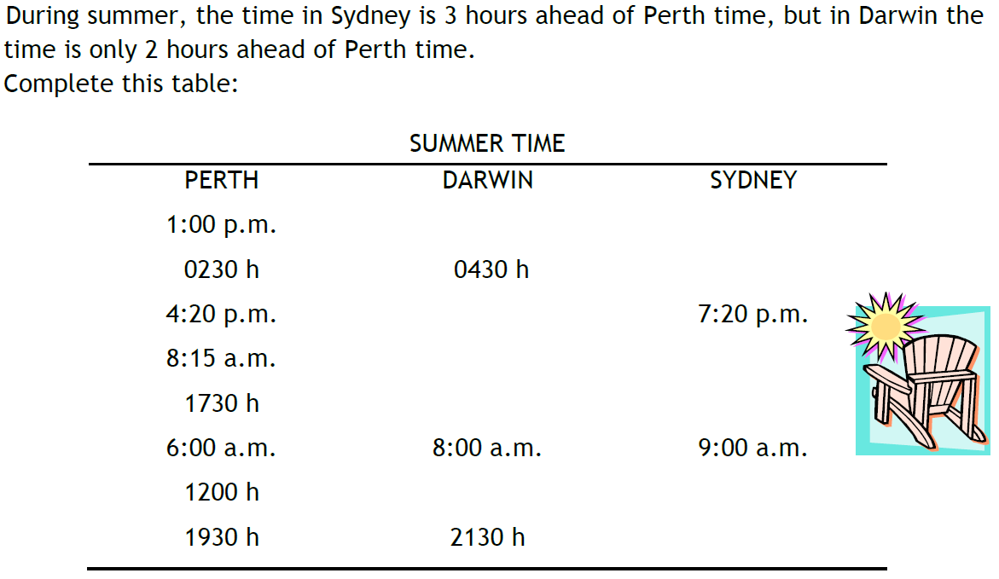 During summer, the time in Sydney is 3 hours ahead of Perth time, but in Darwin the
time is only 2 hours ahead of Perth time.
Complete this table:
SUMMER TIME
PERTH DARWIN SYDNEY
1:00 p.m.
0230 h 0430 h
4:20 p.m. 7:20 p.m.
8:15 a.m.
1730 h
6:00 a.m. 8:00 a.m. 9:00 a.m.
1200 h
1930 h 2130 h